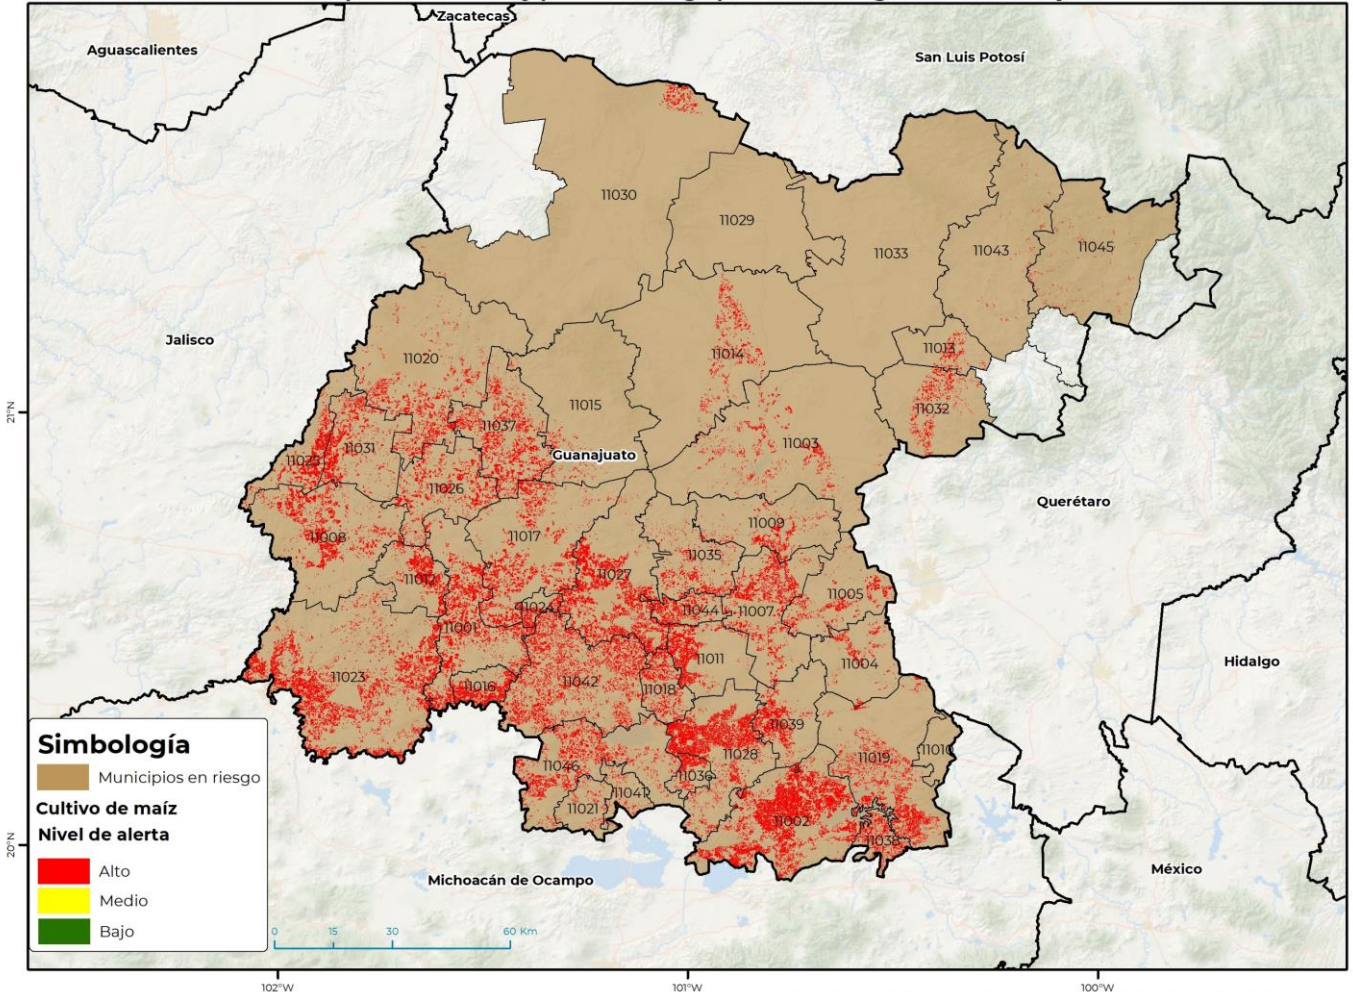 Zacatecas
Aguascalientes
San Luis Potosí
11030
11029
11033
11043
11045
Jalisco
11020
11014
11013
11015
11032
21°N
11037
11003
11031
Guanajuato
11025
11026
Querétaro
11008
11017
11009
11035
11012
11027
11005
11024
11044
11007
11001
11011
11004
Hidalgo
11023
11016
11042
11018
11039
11028
11010
11019
11046
11036
11041
11021
11002
11038
Simbología
Municipios en riesgo
Cultivo de maíz
Nivel de alerta
Alto
Medio
Bajo
20°N
Michoacán de Ocampo
México
0 15 30 60 Km
102°W 101°W 100°W